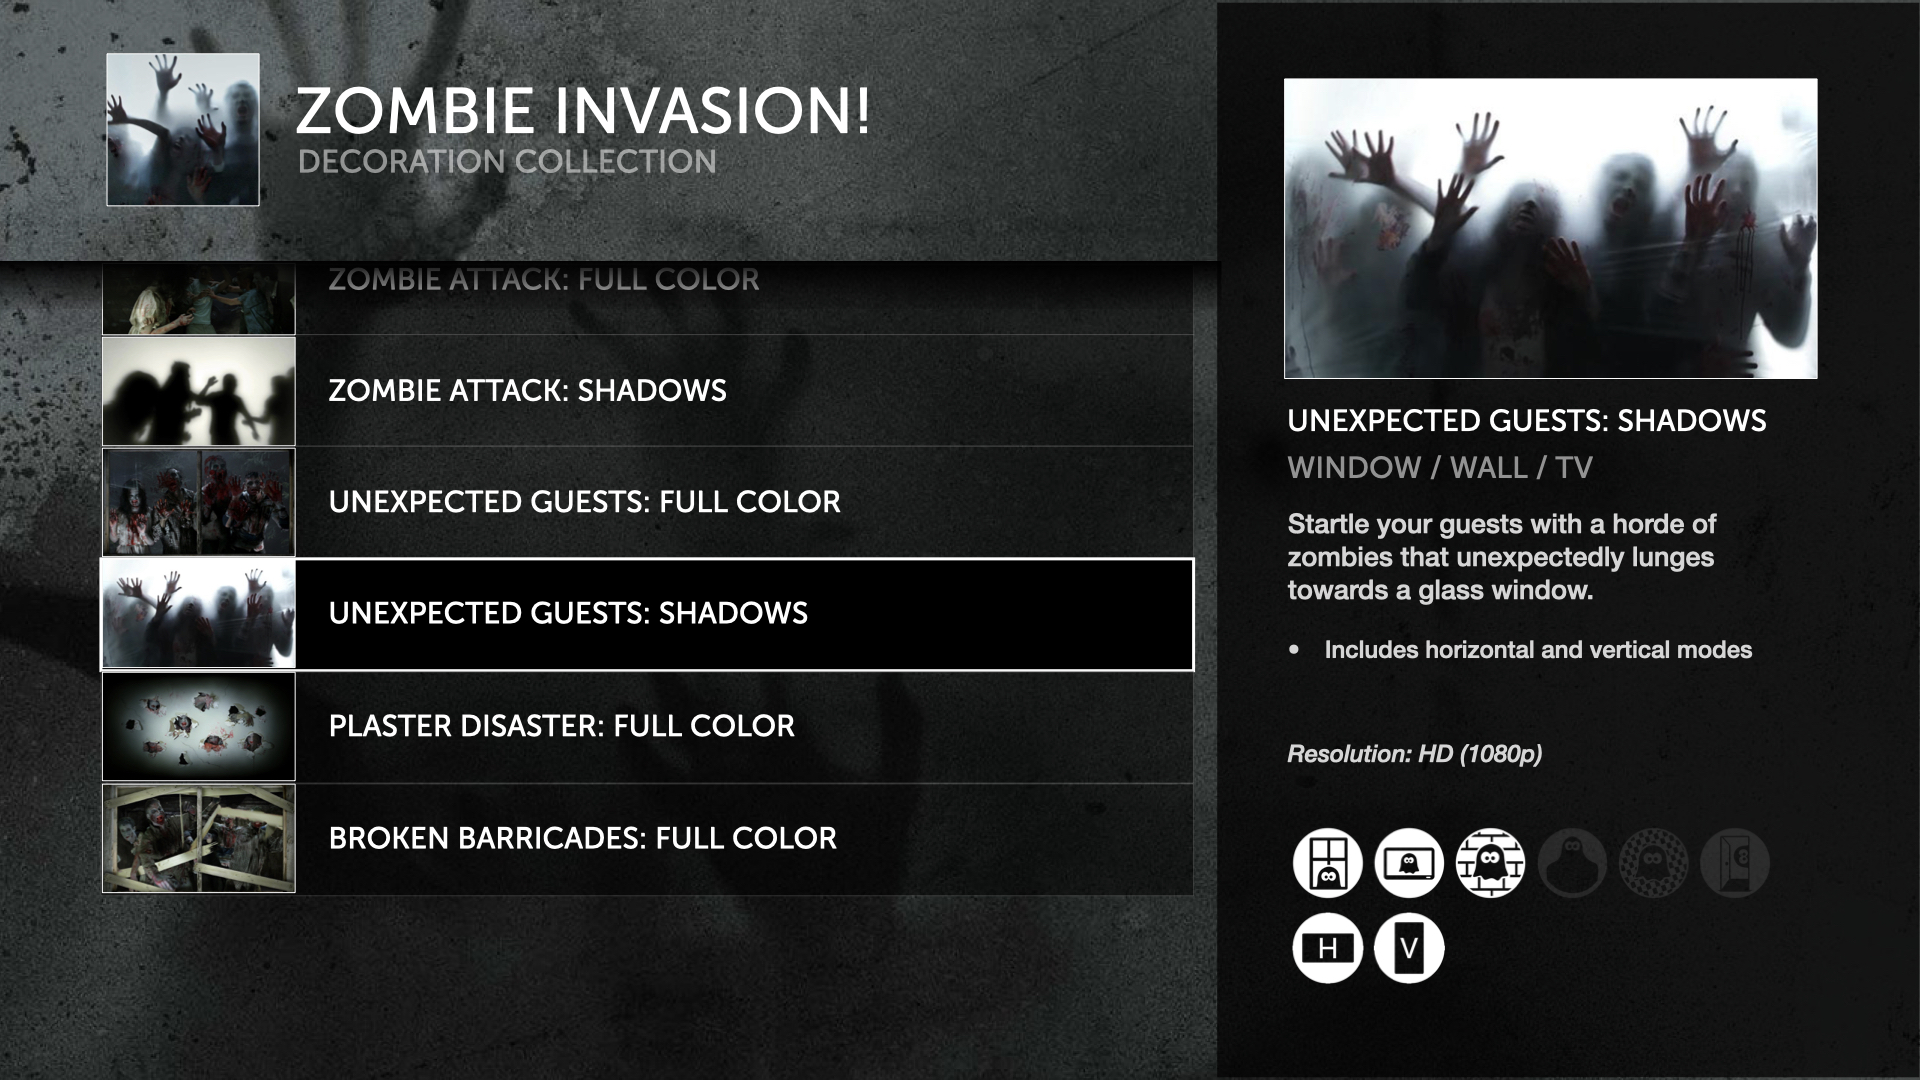 ZOMBIE INVASION!
DECORATION COLLECTION
ZOMBIE ATTACK: FULL COLOR
ZOMBIE ATTACK: SHADOWS
UNEXPECTED GUESTS: FULL COLOR
UNEXPECTED GUESTS: SHADOWS
PLASTER DISASTER: FULL COLOR
BROKEN BARRICADES: FULL COLOR
UNEXPECTED GUESTS: SHADOWS
WINDOW / WALL / TV
Startle your guests with a horde of
zombies that unexpectedly lunges
towards a glass window.
• Includes horizontal and vertical modes
Resolution: HD (1080p)
H V